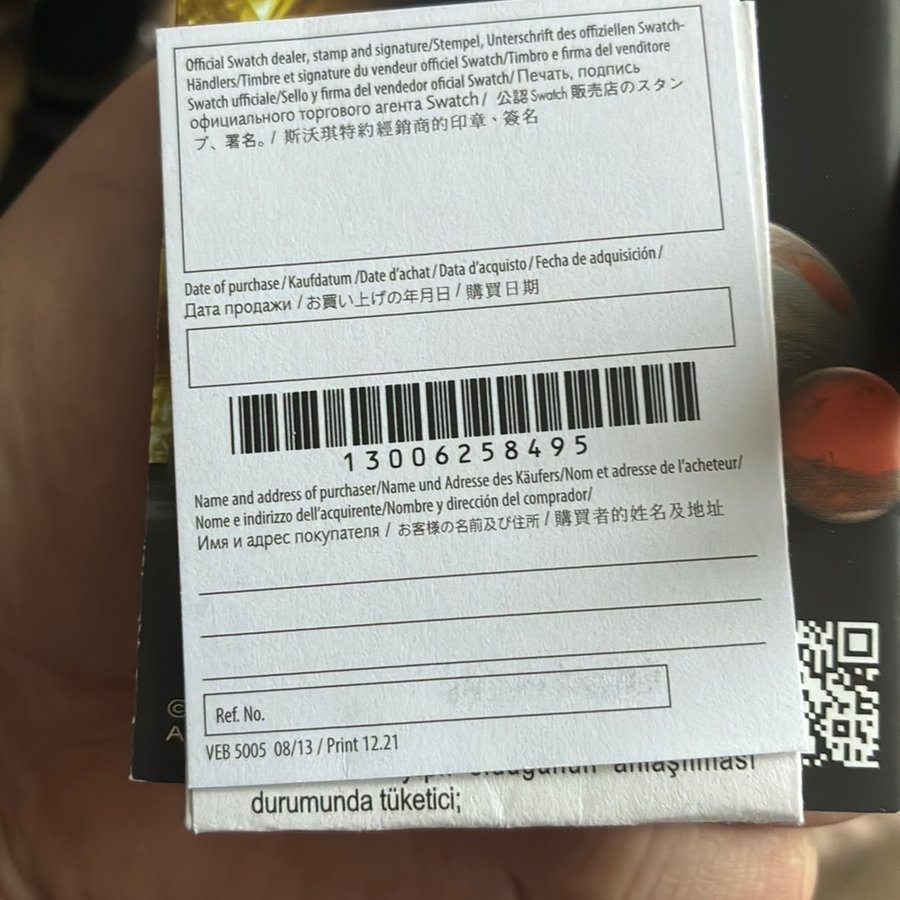 Official Swatch dealer, stamp and signature/Stempel, Unterschrift des offiziellen Swatch-
Händlers/Timbre et signature du vendeur officiel Swatch/Timbro e firma del venditore
Swatch ufficiale/Sello y firma del vendedor oficial Swatch/ Печать, подпись
официального торгового агента Swatch / 公認 Swatch 販売店のスタン
プ、署名。/ 斯沃琪特約經銷商的印章、簽名
Date of purchase/Kaufdatum /Date d'achat/Data d'acquisto/Fecha de adquisición/
Дата продажи / お買い上げの年月日 / 購買日期
13006258495
Name and address of purchaser/Name und Adresse des Käufers/Nom et adresse de l'acheteur/
Nome e indirizzo dell'acquirente/Nombre y dirección del comprador/
Имя и адрес покупателя / お客様の名前及び住所 / 購買者的姓名及地址
Ref. No.
VEB 5005 08/13 / Print 12.21
©
A
olduğunun anlaşılması
durumunda tüketici;